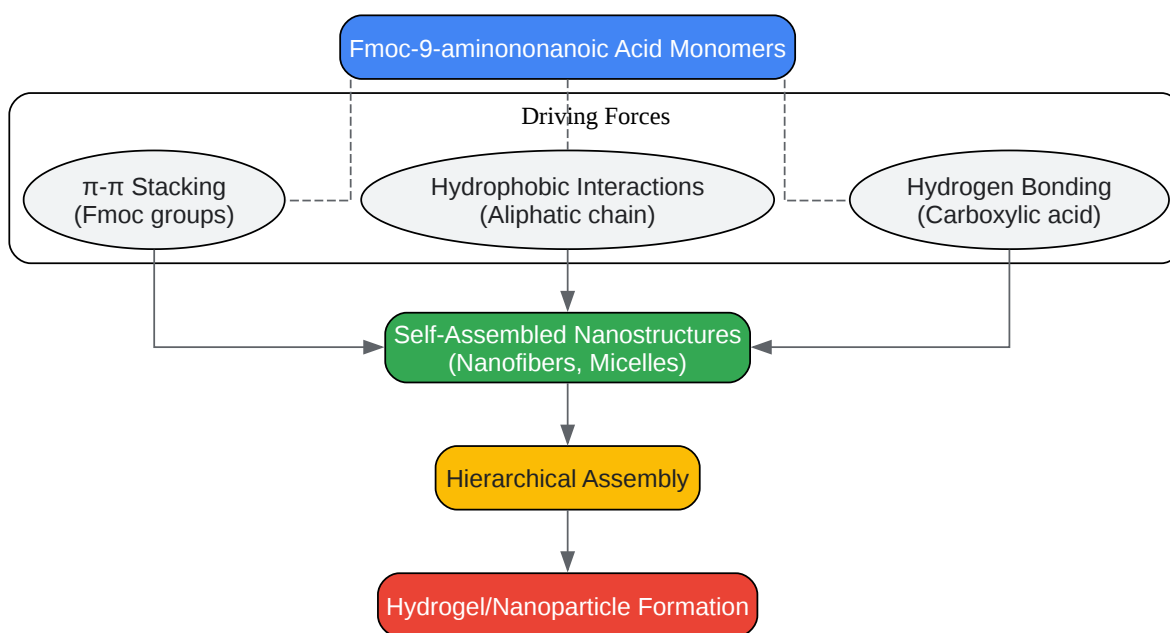 Fmoc-9-aminononanoic Acid Monomers
Driving Forces
π-π Stacking
(Fmoc groups)
Hydrophobic Interactions
(Aliphatic chain)
Hydrogen Bonding
(Carboxylic acid)
Self-Assembled Nanostructures
(Nanofibers, Micelles)
Hierarchical Assembly
Hydrogel/Nanoparticle Formation